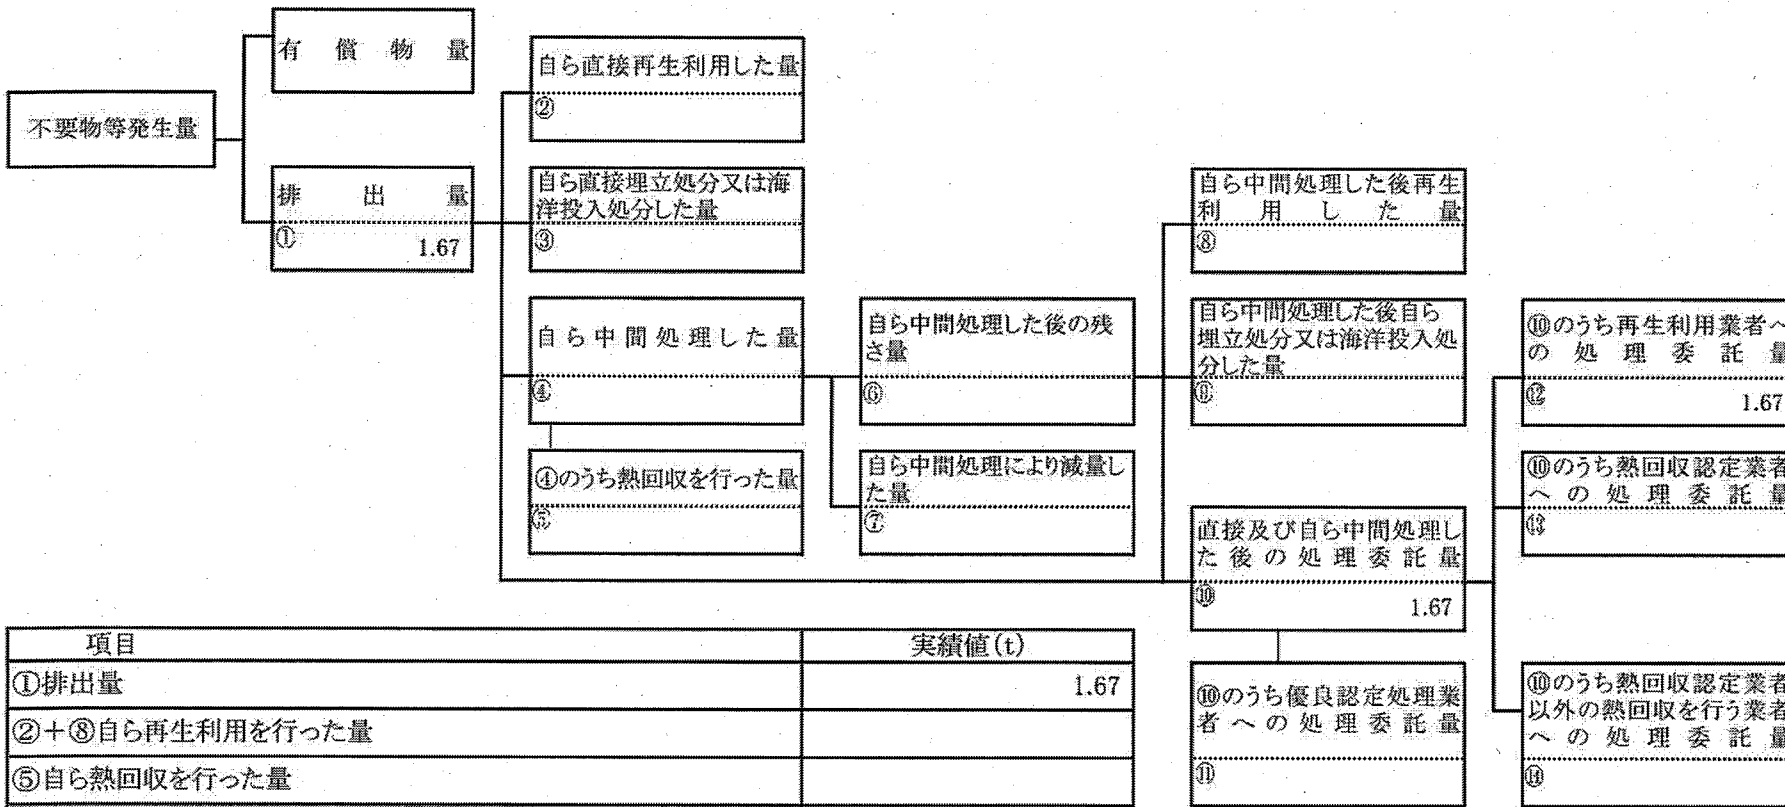 不要物等発生量
有償物量
排出量
①
1.67
自ら直接再生利用した量
②
自ら直接埋立処分又は海
洋投入処分した量
③
自ら中間処理した量
④
④のうち熱回収を行った量
⑤
自ら中間処理した後の残
さ量
⑥
自ら中間処理により減量し
た量
⑦
自ら中間処理した後再生
利用した量
⑧
自ら中間処理した後自ら
埋立処分又は海洋投入処
分した量
⑨
直接及び自ら中間処理し
た後の処理委託量
⑩
1.67
⑩のうち優良認定処理業
者への処理委託量
⑪
⑩のうち再生利用業者へ
の処理委託量
⑫
1.67
⑩のうち熱回収認定業者
への処理委託量
⑬
⑩のうち熱回収認定業者
以外の熱回収を行う業者
への処理委託量
⑭
項目 実績値(t)
①排出量 1.67
②+⑧自ら再生利用を行った量
⑤自ら熱回収を行った量